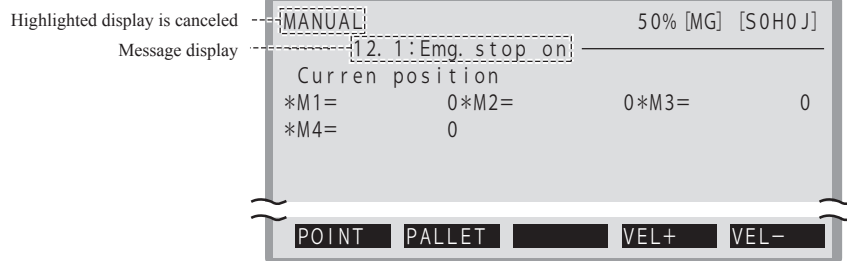 Highlighted display is canceled
MANUAL 50% [MG] [S0H0J]
Message display
12. 1:Emg. stop on
Curren position
*M1= 0*M2= 0*M3= 0
*M4= 0
POINT PALLET VEL+ VEL-